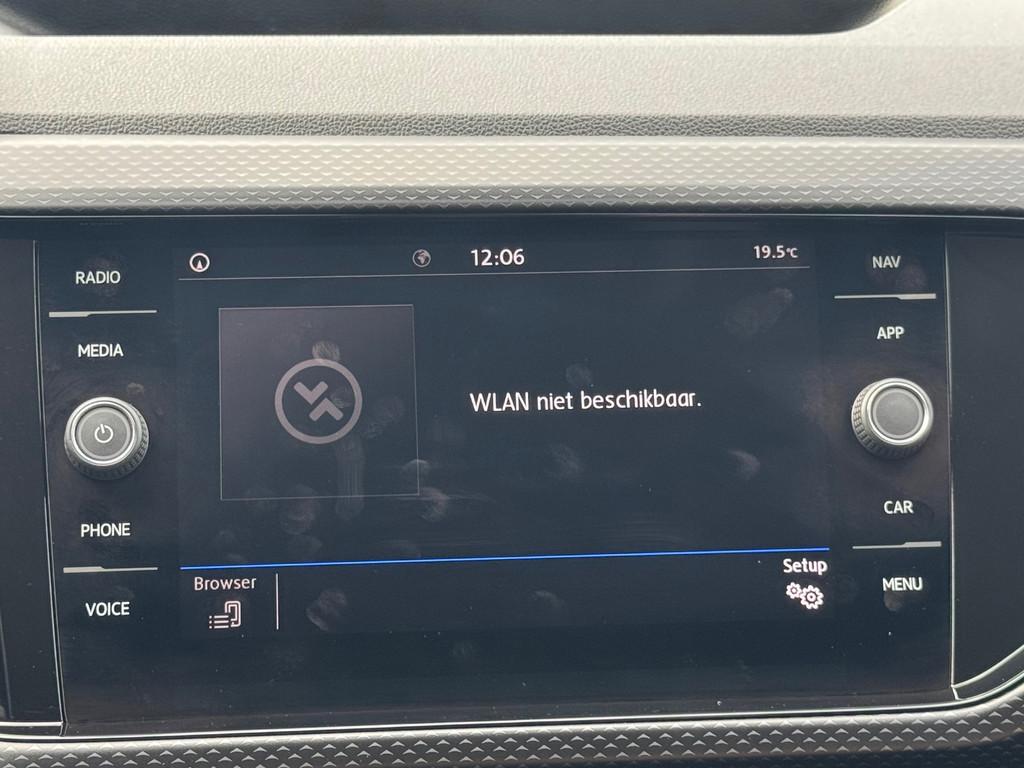 RADIO
MEDIA
PHONE
VOICE
12:06
19.5°C
WLAN niet beschikbaar.
Browser
Setup
NAV
APP
CAR
MENU